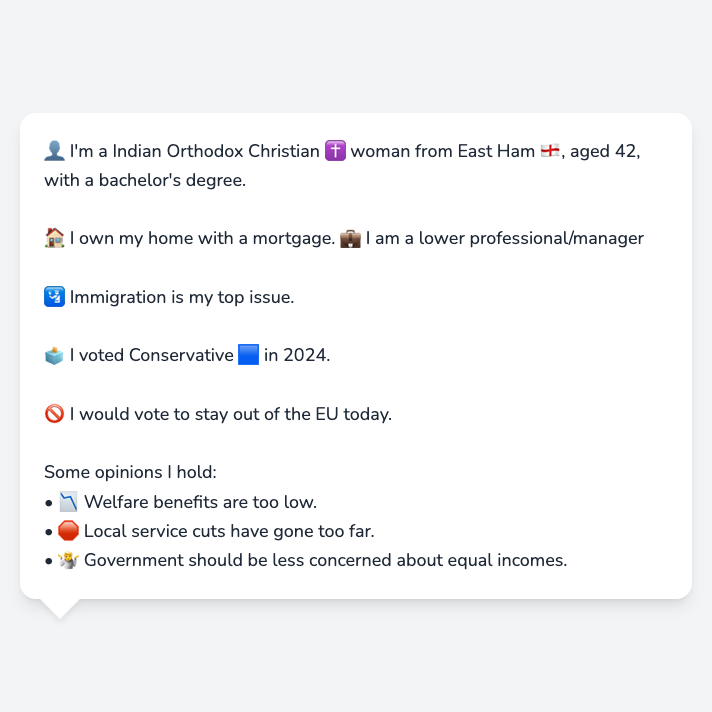 👤 I'm a Indian Orthodox Christian ✝️ woman from East Ham 🏴󠁧󠁢󠁥󠁮󠁧󠁿, aged 42,
with a bachelor's degree.
🏠 I own my home with a mortgage. 💼 I am a lower professional/manager
🛂 Immigration is my top issue.
🗳️ I voted Conservative 🟦 in 2024.
🚫 I would vote to stay out of the EU today.
Some opinions I hold:
• 📉 Welfare benefits are too low.
• 🛑 Local service cuts have gone too far.
• 🤷 Government should be less concerned about equal incomes.